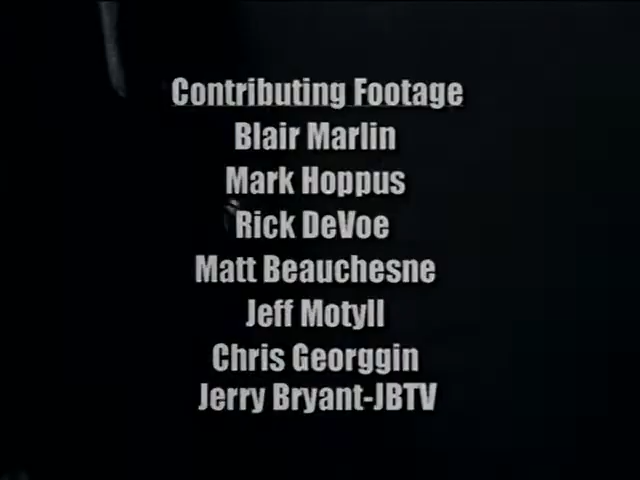 Contributing Footage
Blair Marlin
Mark Hoppus
Rick DeVoe
Matt Beauchesne
Jeff Motyll
Chris Georggin
Jerry Bryant-JBTV